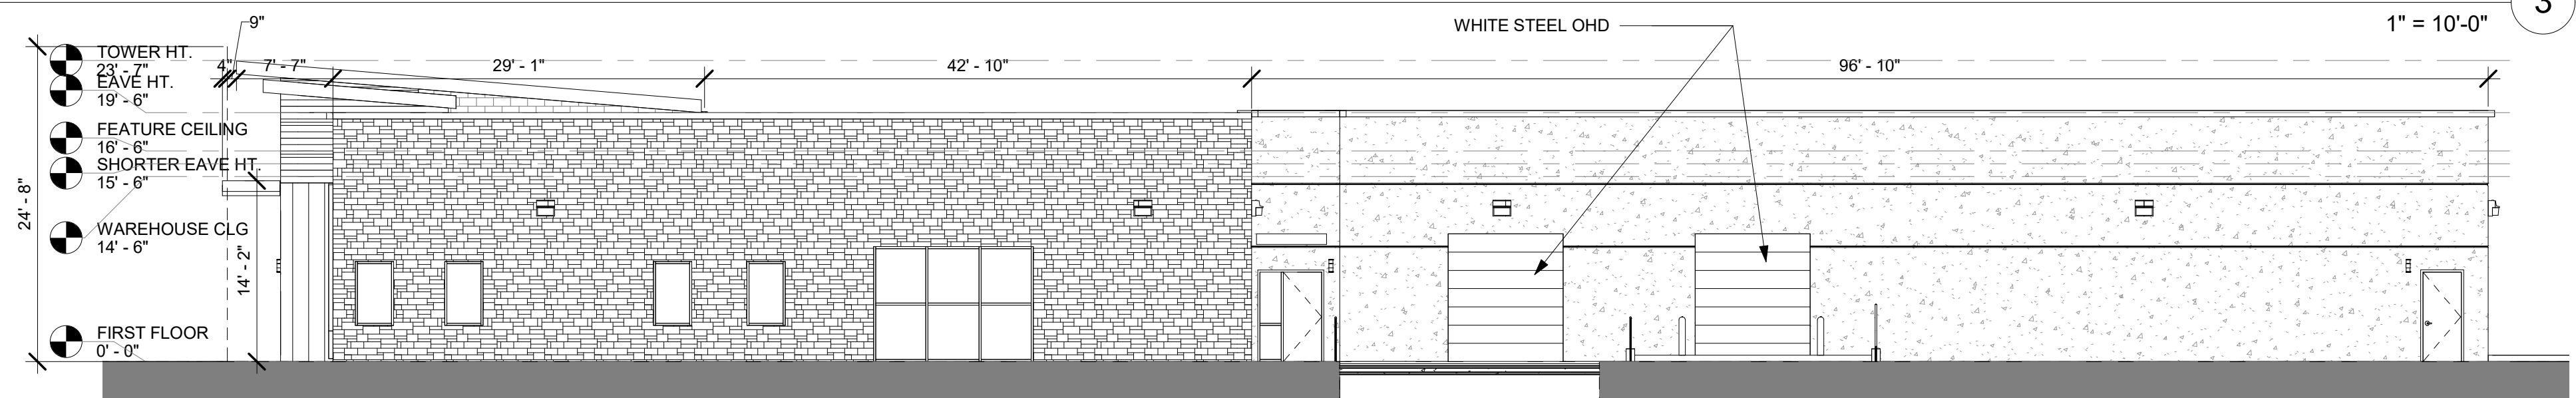 3
1" = 10'-0"
WHITE STEEL OHD
9"
TOWER HT.
23' - 7"
4"
7' - 7"
29' - 1"
42' - 10"
96' - 10"
EAVE HT.
19' - 6"
FEATURE CEILING
16' - 6"
SHORTER EAVE HT.
15' - 6"
24' - 8"
WAREHOUSE CLG
14' - 6"
14' - 2"
FIRST FLOOR
0' - 0"